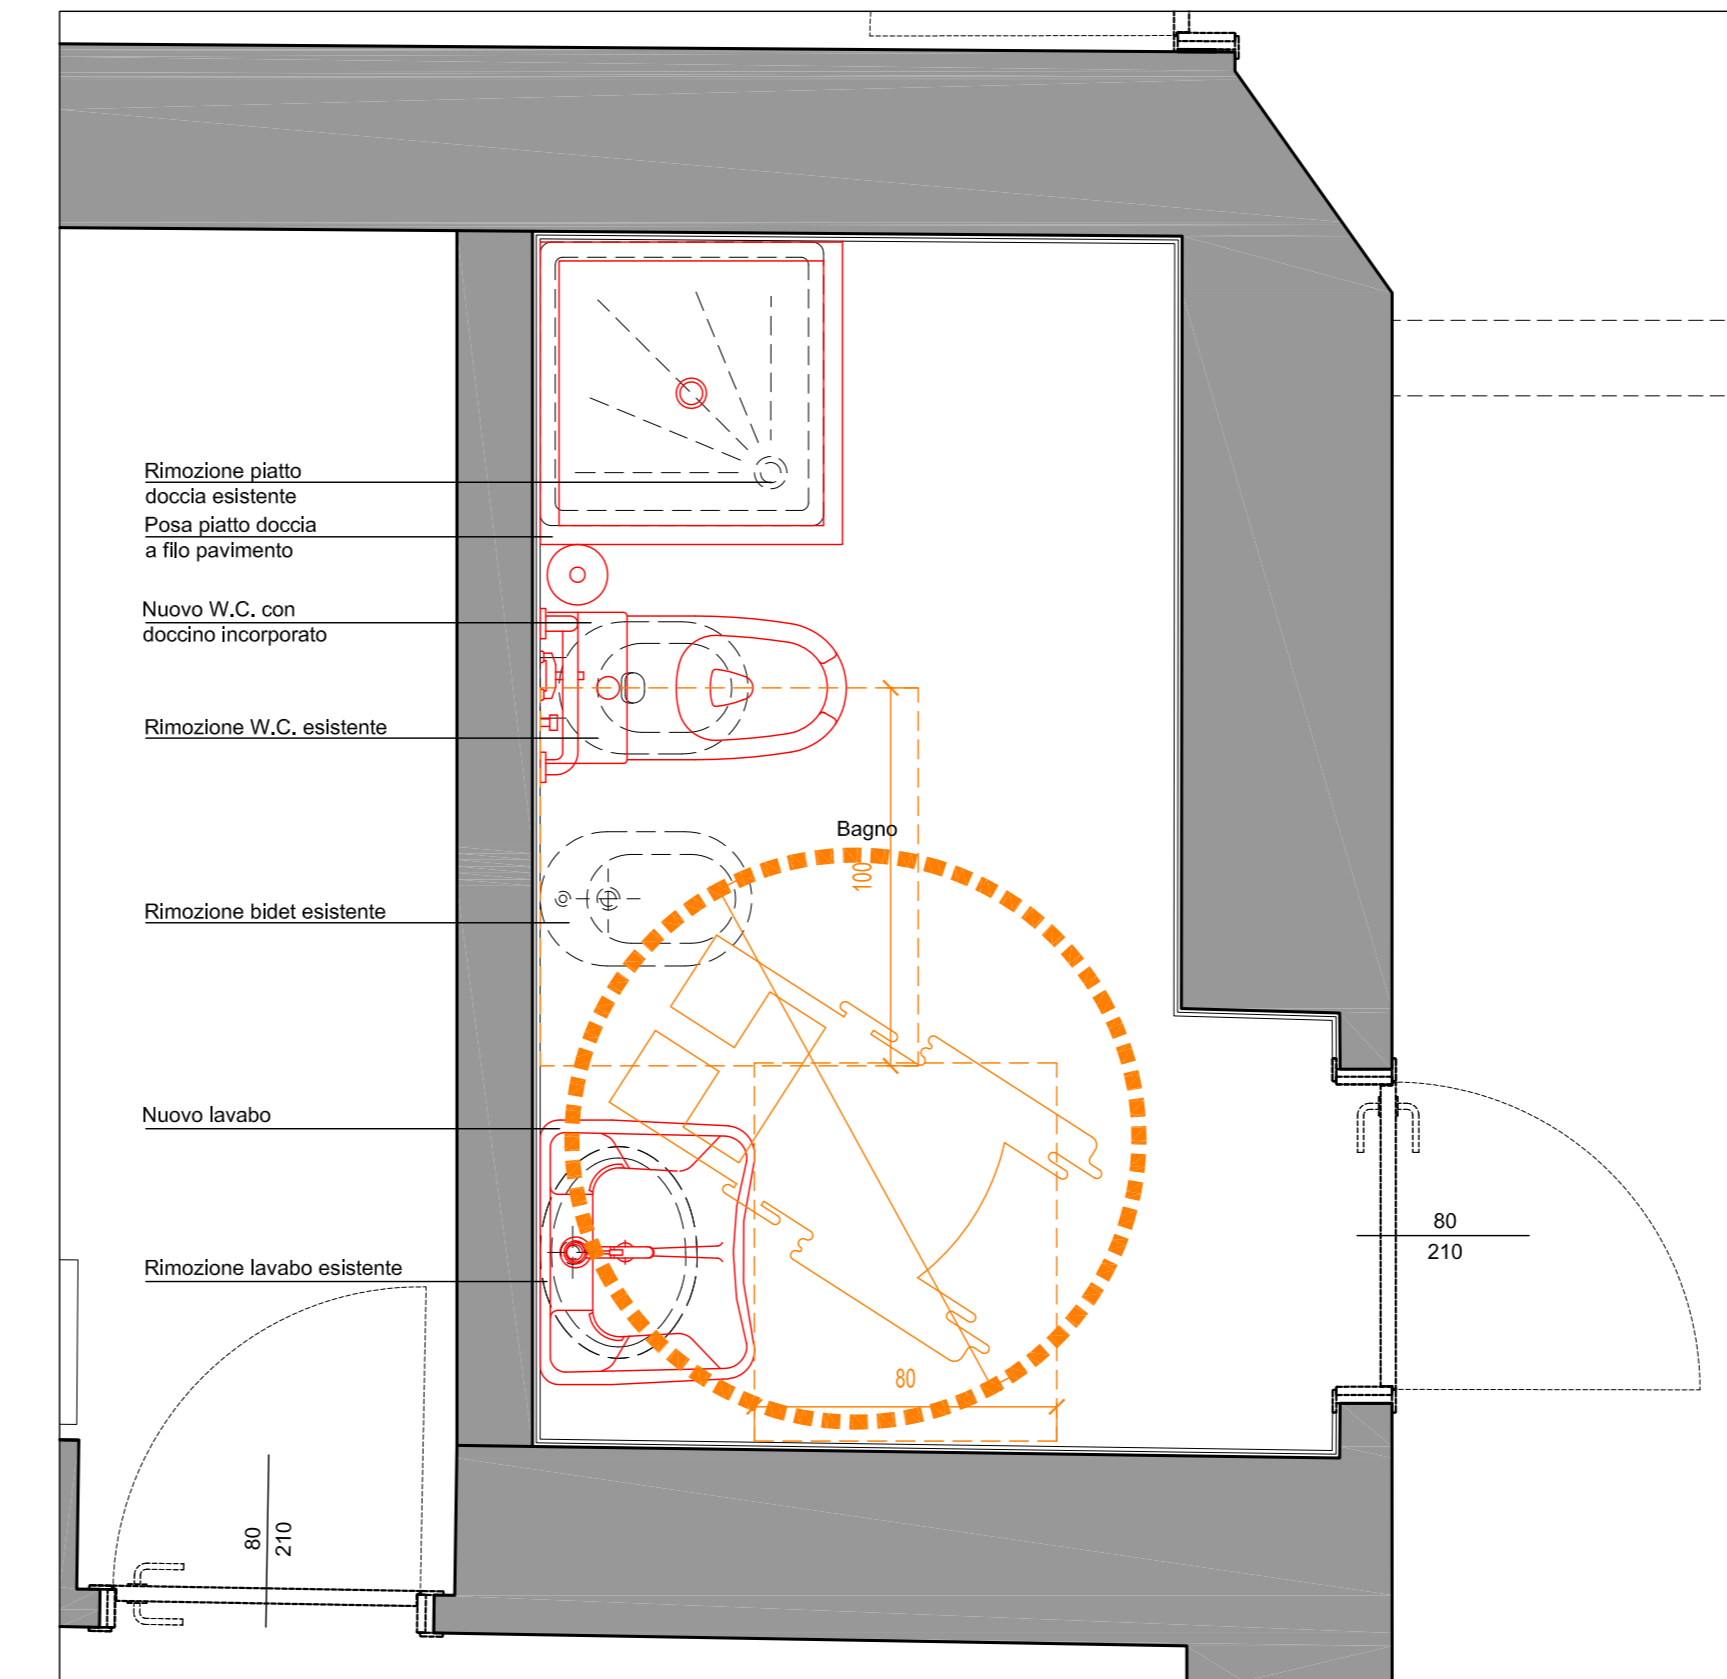 Rimozione piatto
doccia esistente
Posa piatto doccia
a filo pavimento
Nuovo W.C. con
doccino incorporato
Rimozione W.C. esistente
Bagno
100
Rimozione bidet esistente
Nuovo lavabo
80
210
Rimozione lavabo esistente
80
80
210